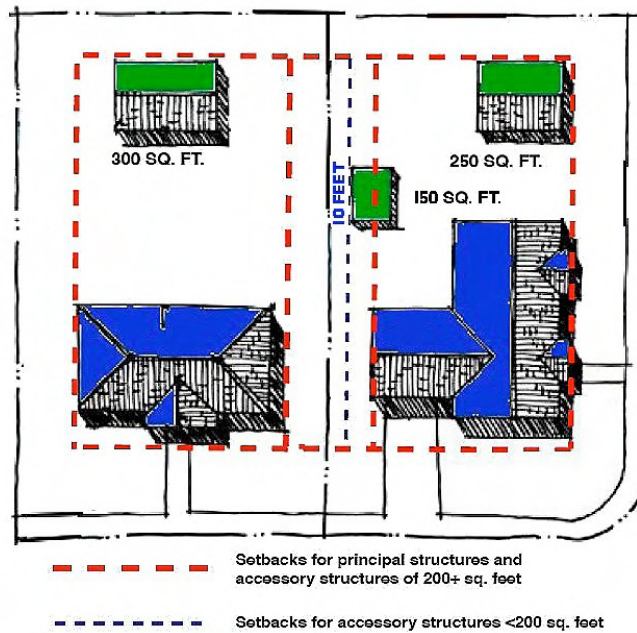 300 SQ. FT.
250 SQ. FT.
10 FEET
150 SQ. FT.
Setbacks for principal structures and
accessory structures of 200+ sq. feet
Setbacks for accessory structures <200 sq. feet